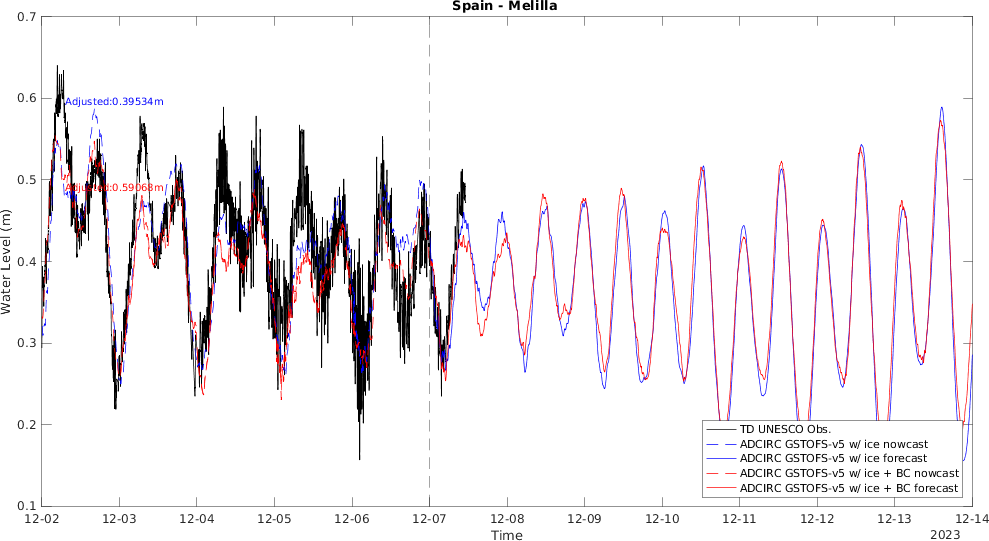 Spain - Melilla
0.7
0.6
0.5
0.4
0.3
0.2
0.1
Water Level (m)
Adjusted:0.39534m
Adjusted:0.59068m
TD UNESCO Obs.
ADCIRC GSTOFS-v5 w/ ice nowcast
ADCIRC GSTOFS-v5 w/ ice forecast
ADCIRC GSTOFS-v5 w/ ice + BC nowcast
ADCIRC GSTOFS-v5 w/ ice + BC forecast
12-02 12-03 12-04 12-05 12-06 12-07 12-08 12-09 12-10 12-11 12-12 12-13 12-14
Time
2023